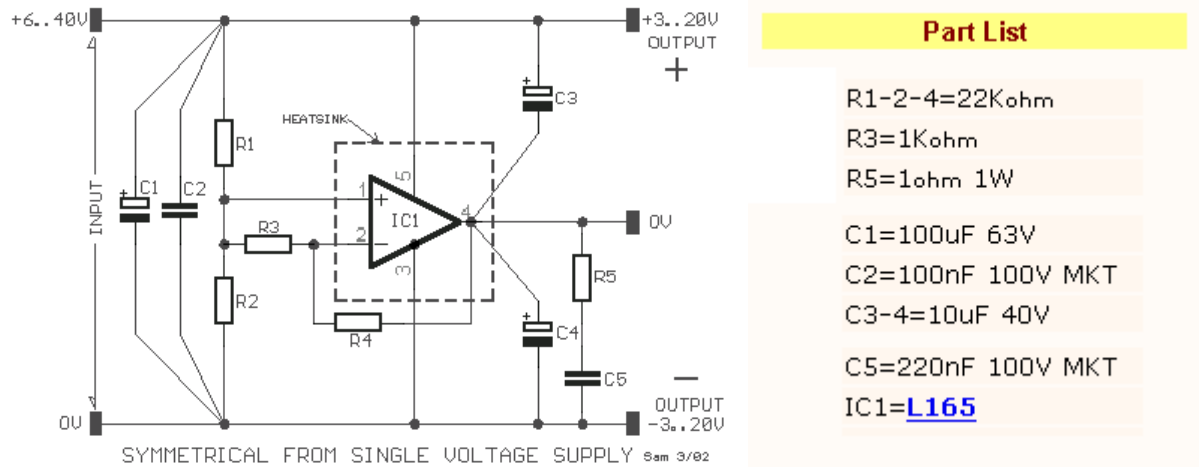 +6..40V
+3..20V
OUTPUT
+
C3
HEATSINK
R1
C1
C2
INPUT
1
+
5
IC1
4
0V
R3
2
−
3
R5
R2
R4
C4
C5
−
OUTPUT
-3..20V
0V
SYMMETRICAL FROM SINGLE VOLTAGE SUPPLY Sam 3/02
Part List
R1-2-4=22Kohm
R3=1Kohm
R5=1ohm 1W
C1=100uF 63V
C2=100nF 100V MKT
C3-4=10uF 40V
C5=220nF 100V MKT
IC1=L165